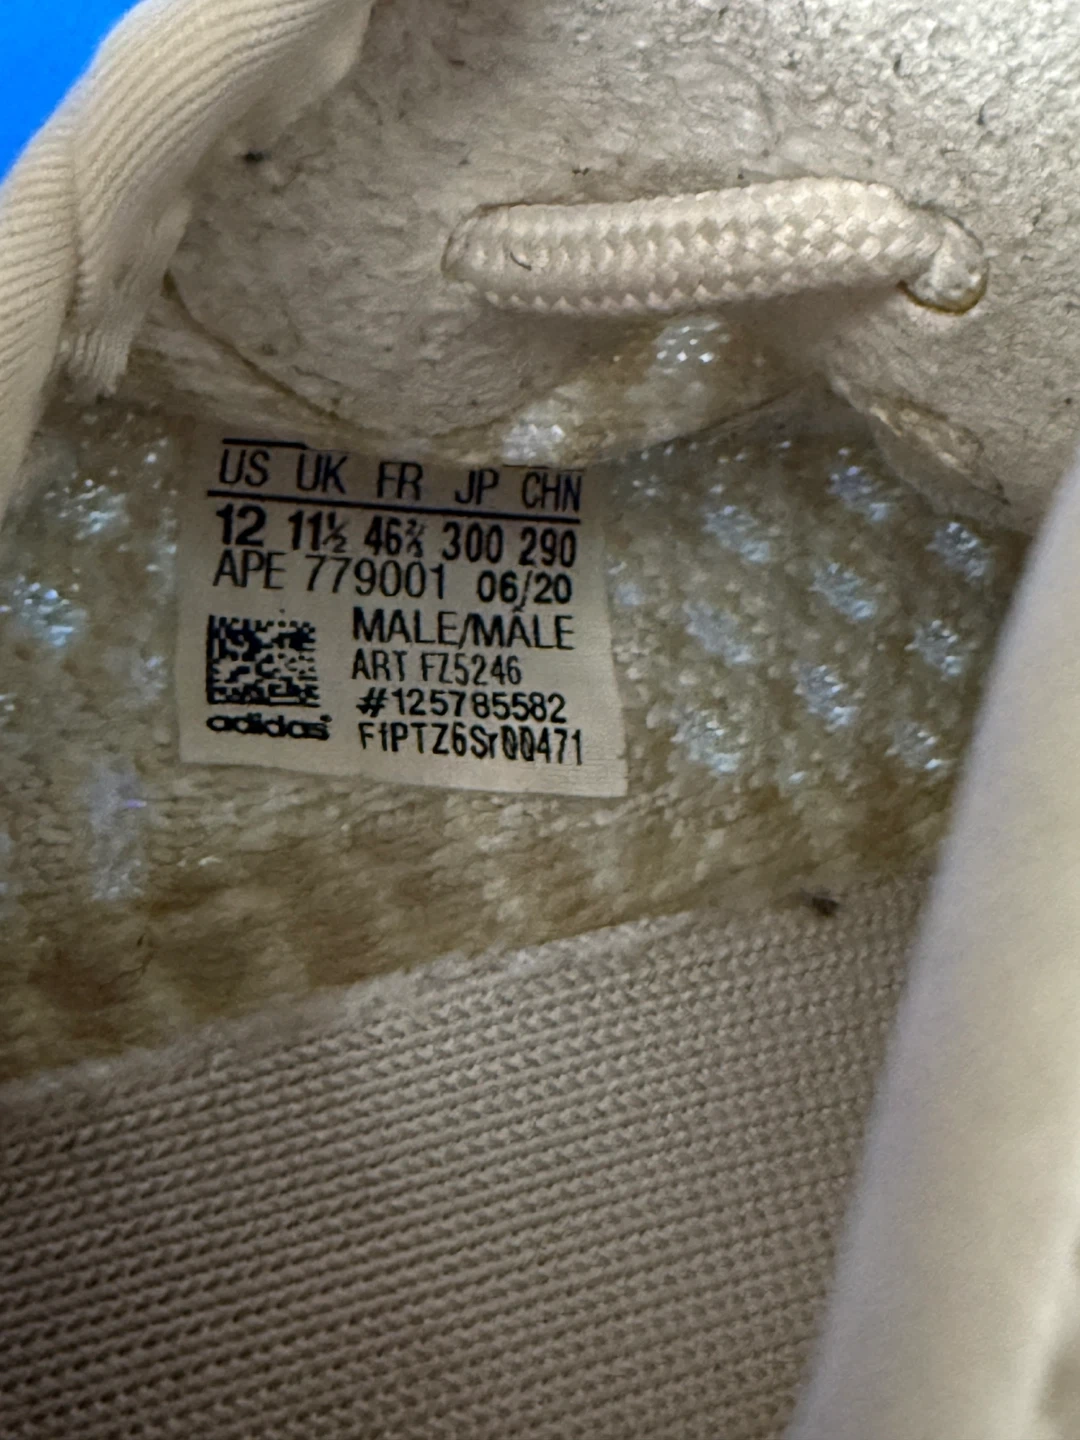 US UK FR JP CHN
12 11½ 46⅔ 300 290
APE 779001 06/20
MALE/MÂLE
ART FZ5246
#125785582
adidas
F1PTZ6Sr00471